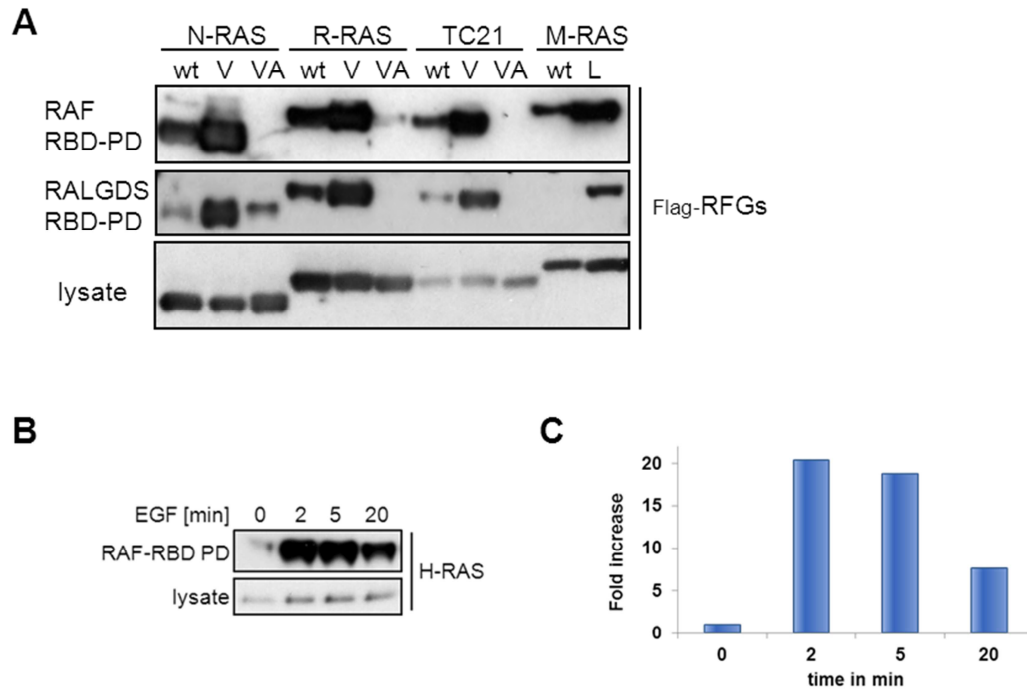 A
N-RAS R-RAS TC21 M-RAS
wt V VA wt V VA wt V VA wt L
RAF
RBD-PD
RALGDS
RBD-PD
lysate
Flag-RFGs
B
EGF [min] 0 2 5 20
RAF-RBD PD
lysate
H-RAS
C
Fold increase
20
15
10
5
0
0 2 5 20
time in min